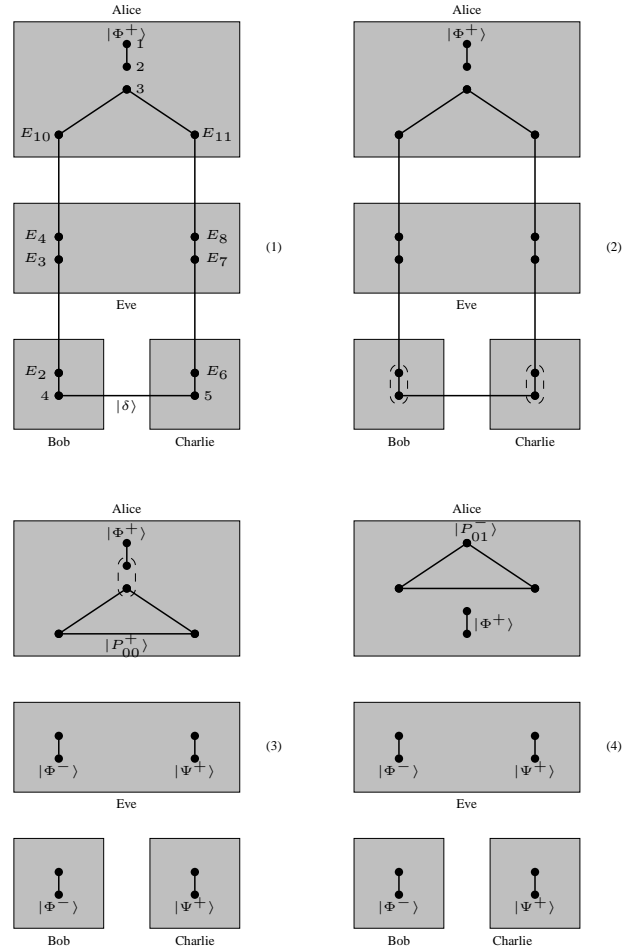 Alice Alice
|Φ⁺⟩ 1 |Φ⁺⟩
2
3
E₁₀ E₁₁
E₄ E₈
E₃ E₇
(1) (2)
Eve Eve
E₂ E₆
4 5
|δ⟩
Bob Charlie Bob Charlie
Alice Alice
|Φ⁺⟩ |P⁻₀₁⟩
|P⁺₀₀⟩ |Φ⁺⟩
(3) (4)
|Φ⁻⟩ |Ψ⁺⟩ |Φ⁻⟩ |Ψ⁺⟩
Eve Eve
|Φ⁻⟩ |Ψ⁺⟩ |Φ⁻⟩ |Ψ⁺⟩
Bob Charlie Bob Charlie